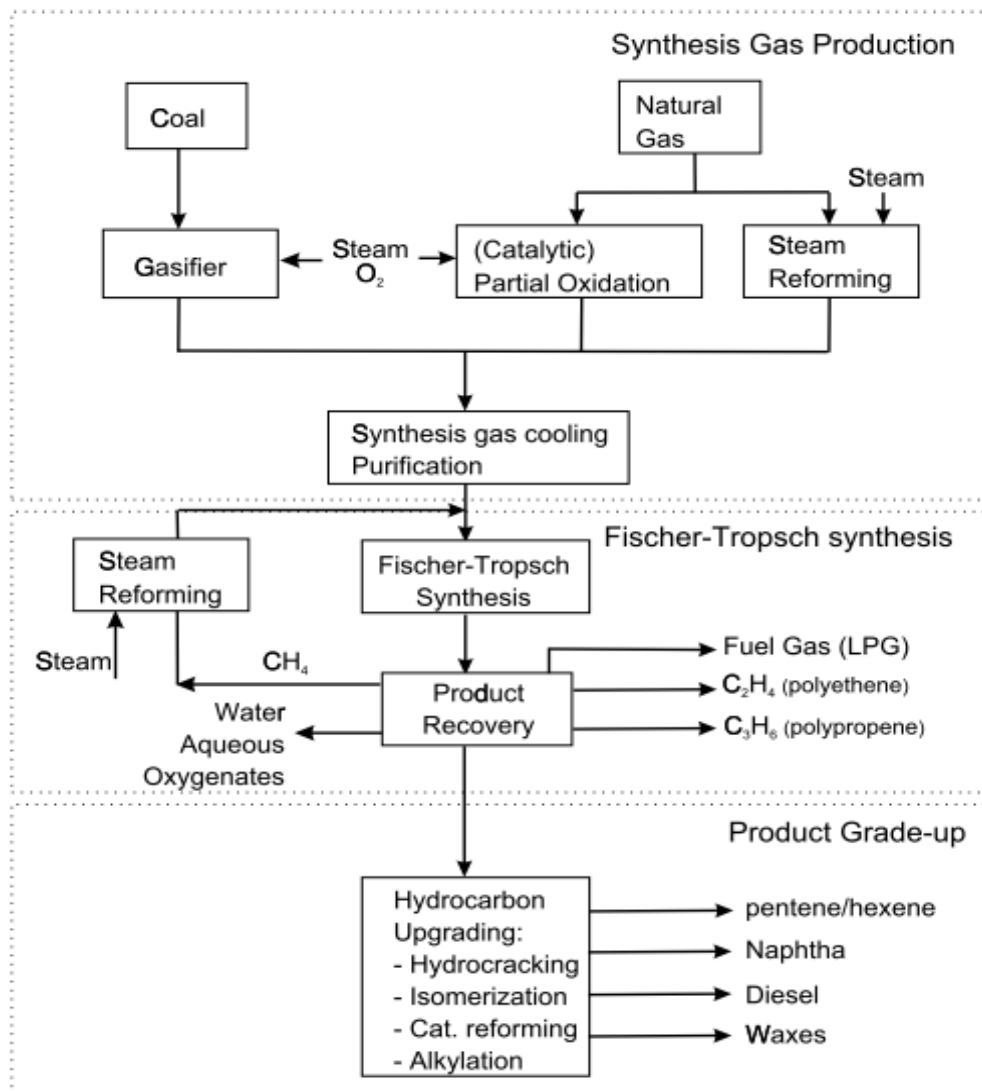 Synthesis Gas Production
Coal
Natural
Gas
Steam
Gasifier
Steam
O₂
(Catalytic)
Partial Oxidation
Steam
Reforming
Synthesis gas cooling
Purification
Fischer-Tropsch synthesis
Steam
Reforming
Fischer-Tropsch
Synthesis
Steam
CH₄
Product
Recovery
Fuel Gas (LPG)
C₂H₄ (polyethene)
C₃H₆ (polypropene)
Water
Aqueous
Oxygenates
Product Grade-up
Hydrocarbon
Upgrading:
- Hydrocracking
- Isomerization
- Cat. reforming
- Alkylation
pentene/hexene
Naphtha
Diesel
Waxes